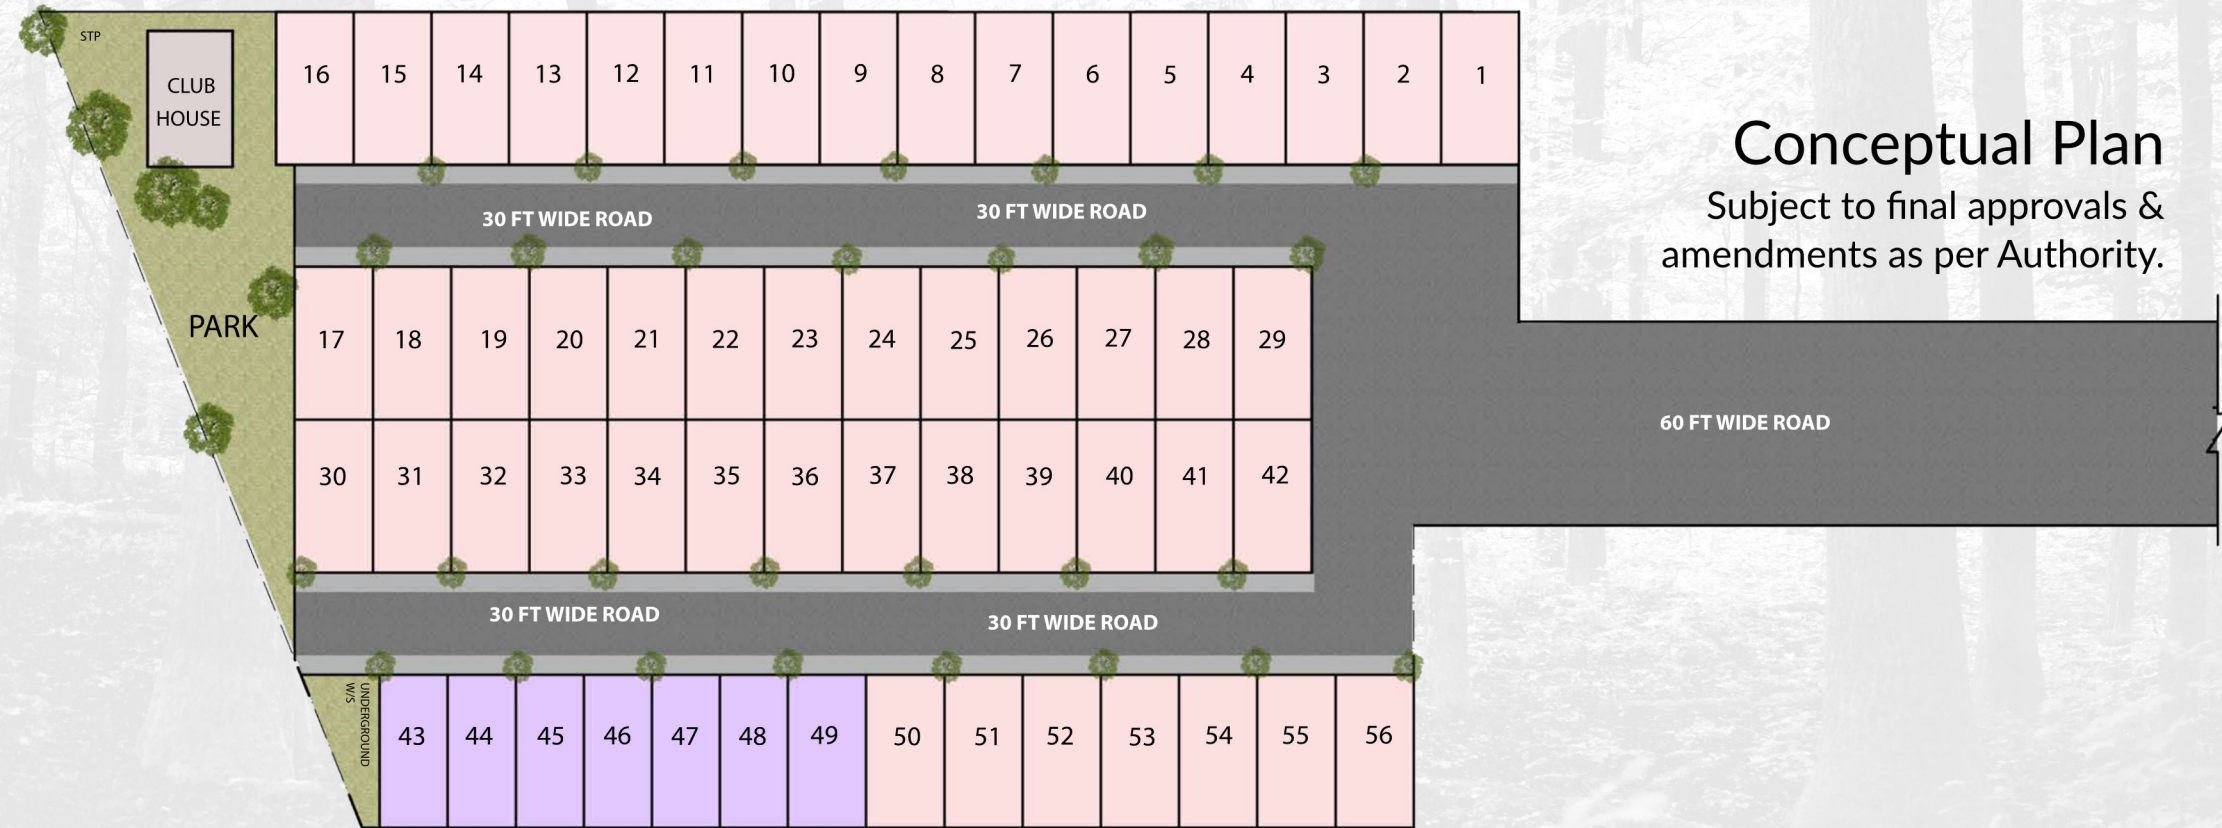 STP
CLUB
HOUSE
16 15 14 13 12 11 10 9 8 7 6 5 4 3 2 1
Conceptual Plan
Subject to final approvals &
amendments as per Authority.
30 FT WIDE ROAD 30 FT WIDE ROAD
PARK
17 18 19 20 21 22 23 24 25 26 27 28 29
60 FT WIDE ROAD
30 31 32 33 34 35 36 37 38 39 40 41 42
30 FT WIDE ROAD 30 FT WIDE ROAD
UNDERGROUND
W/S
43 44 45 46 47 48 49 50 51 52 53 54 55 56